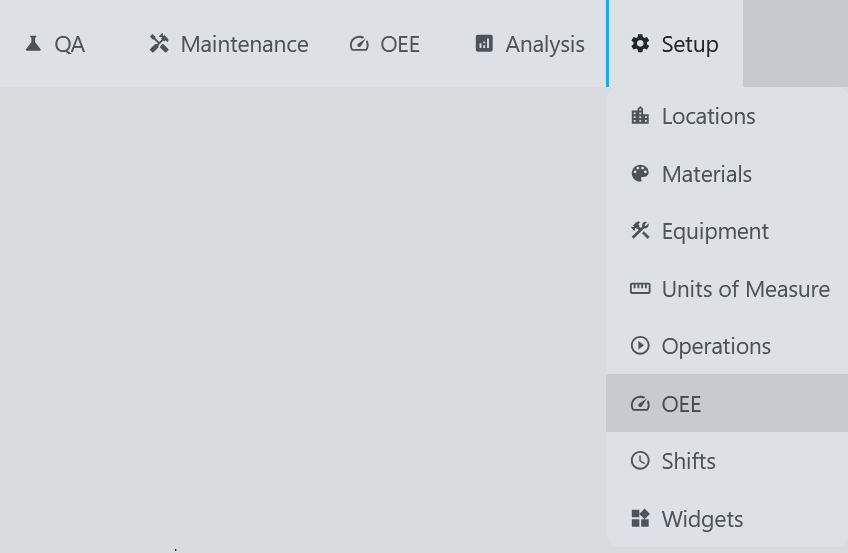 QA Maintenance OEE Analysis Setup
Locations
Materials
Equipment
Units of Measure
Operations
OEE
Shifts
Widgets